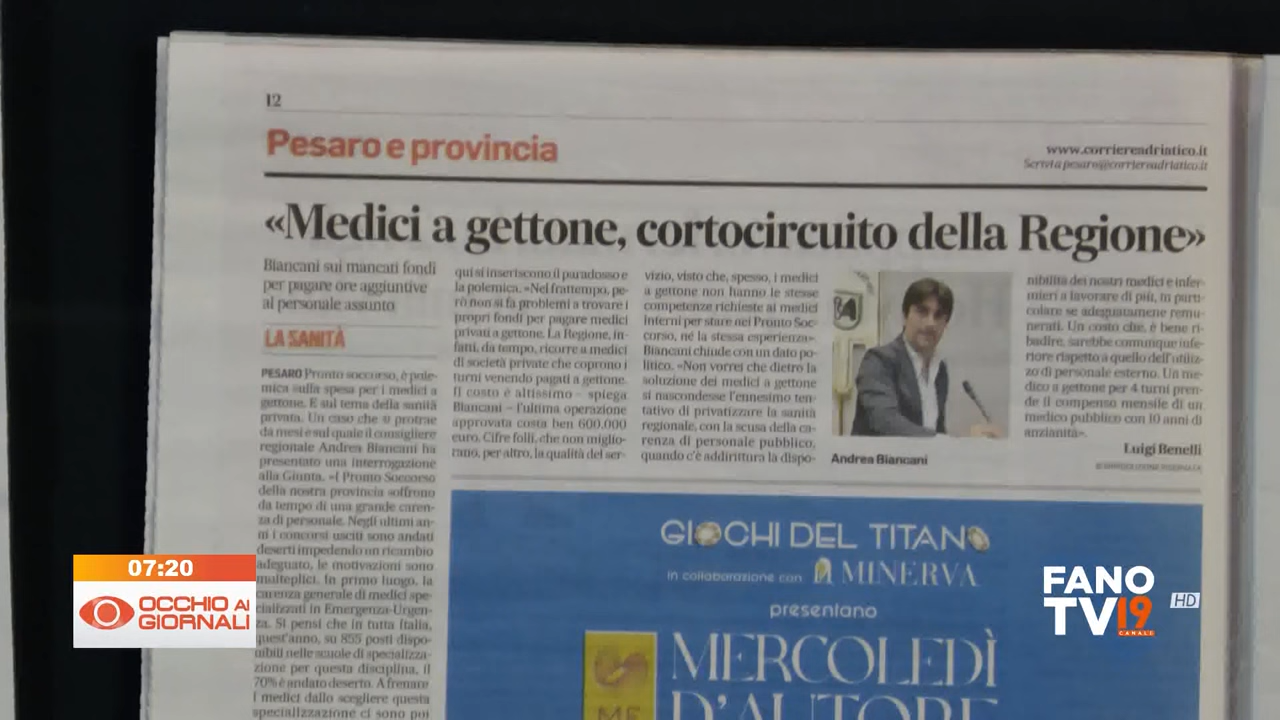 12
Pesaro e provincia
www.corriereadriatico.it
Scrivi a pesaro@corriereadriatico.it
«Medici a gettone, cortocircuito della Regione»
Biancani sui mancati fondi
per pagare ore aggiuntive
al personale assunto
LA SANITÀ
PESARO Pronto soccorso, è pole-
mica sulla spesa per i medici a
gettone. E sul tema della sanità
privata. Un caso che si protrae
da mesi e sul quale il consigliere
regionale Andrea Biancani ha
presentato una interrogazione
alla Giunta. «I Pronto Soccorso
della nostra provincia soffrono
da tempo di una grande caren-
za di personale. Negli ultimi an-
ni i concorsi usciti sono andati
deserti impedendo un ricambio
adeguato, le motivazioni sono
molteplici. In primo luogo, la
carenza generale di medici spe-
cializzati in Emergenza-Urgen-
za. Si pensi che in tutta Italia,
quest'anno, su 855 posti dispo-
nibili nelle scuole di specializza-
zione per questa disciplina, il
70% è andato deserto. A frenare
i medici dallo scegliere questa
specializzazione ci sono poi
qui si inseriscono il paradosso e
la polemica. «Nel frattempo, pe-
rò non si fa problemi a trovare i
propri fondi per pagare medici
privati a gettone. La Regione, in-
fatti, da tempo, ricorre a medici
di società private che coprono i
turni venendo pagati a gettone.
Il costo è altissimo - spiega
Biancani - l'ultima operazione
approvata costa ben 600.000
euro. Cifre folli, che non miglio-
rano, per altro, la qualità del ser-
vizio, visto che, spesso, i medici
a gettone non hanno le stesse
competenze richieste ai medici
interni per stare nei Pronto Soc-
corso, né la stessa esperienza».
Biancani chiude con un dato po-
litico. «Non vorrei che dietro la
soluzione dei medici a gettone
si nascondesse l'ennesimo ten-
tativo di privatizzare la sanità
regionale, con la scusa della ca-
renza di personale pubblico,
quando c'è addirittura la dispo-
Andrea Biancani
nibilità dei nostri medici e infer-
mieri a lavorare di più, in parti-
colare se adeguatamene remu-
nerati. Un costo che, è bene ri-
badire, sarebbe comunque infe-
riore rispetto a quello dell'utiliz-
zo di personale esterno. Un me-
dico a gettone per 4 turni pren-
de il compenso mensile di un
medico pubblico con 10 anni di
anzianità».
Luigi Benelli
GIOCHI DEL TITANO
in collaborazione con MINERVA
presentano
MERCOLEDÌ
D'AUTORE
ME
07:20
OCCHIO AI
GIORNALI
FANO
TV19
CANALE
HD